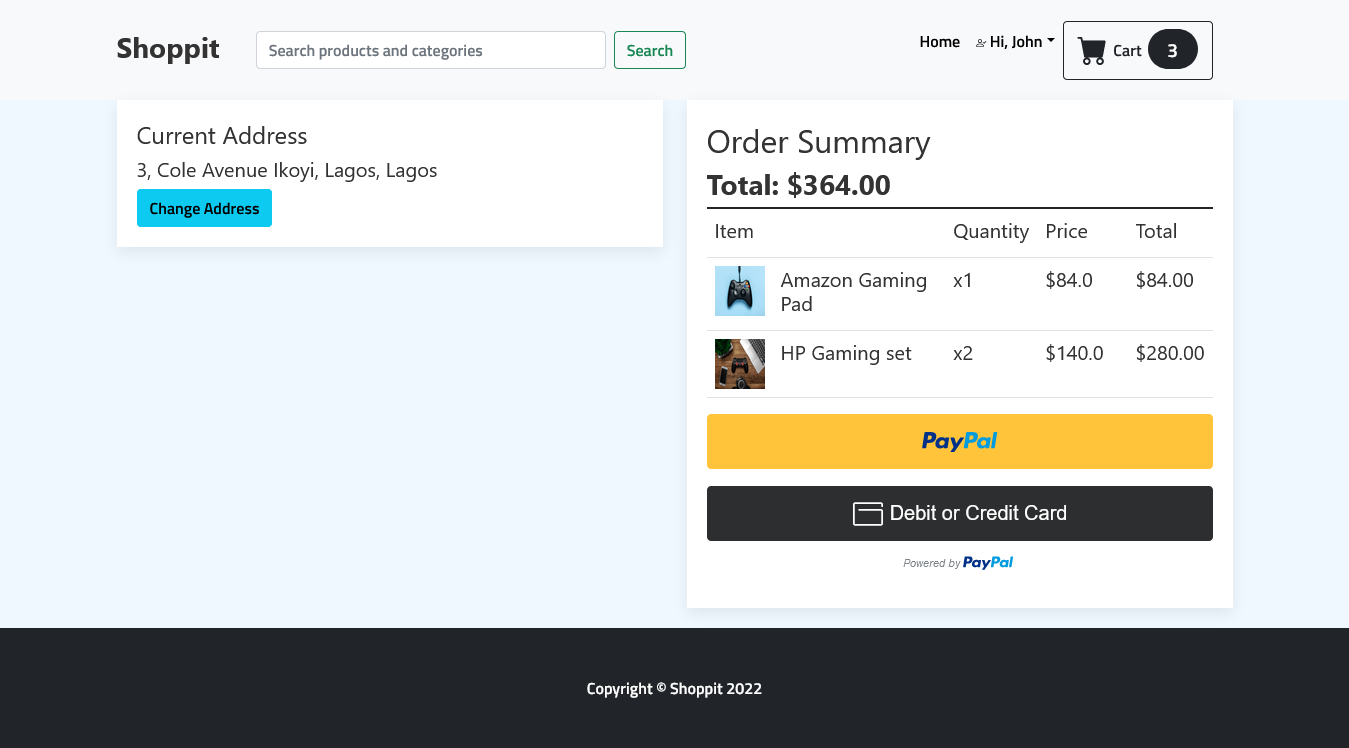 Shoppit
Search products and categories
Search
Home
Hi, John
Cart
3
Current Address
3, Cole Avenue Ikoyi, Lagos, Lagos
Change Address
Order Summary
Total: $364.00
Item Quantity Price Total
Amazon Gaming x1 $84.0 $84.00
Pad
HP Gaming set x2 $140.0 $280.00
PayPal
Debit or Credit Card
Powered by PayPal
Copyright © Shoppit 2022